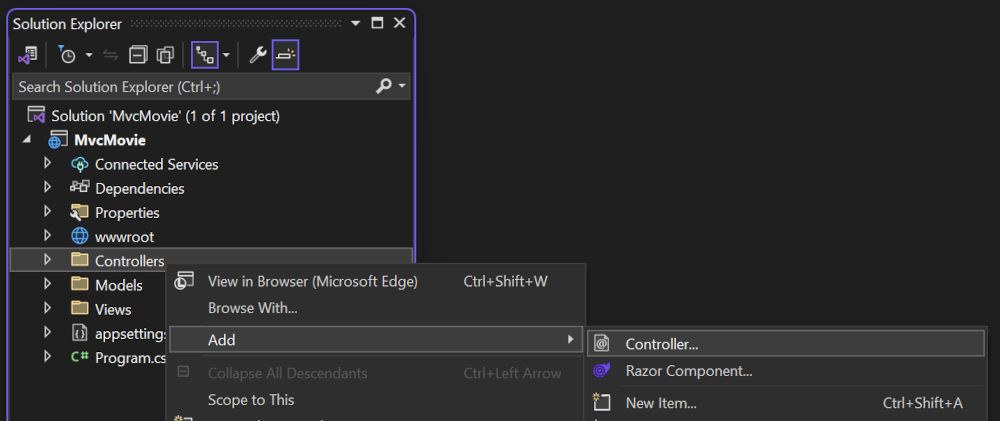 Solution Explorer
Search Solution Explorer (Ctrl+;)
Solution 'MvcMovie' (1 of 1 project)
MvcMovie
Connected Services
Dependencies
Properties
wwwroot
Controllers
Models
Views
appsettings
C# Program.cs
View in Browser (Microsoft Edge) Ctrl+Shift+W
Browse With...
Add
Collapse All Descendants Ctrl+Left Arrow
Scope to This
Controller...
Razor Component...
New Item... Ctrl+Shift+A